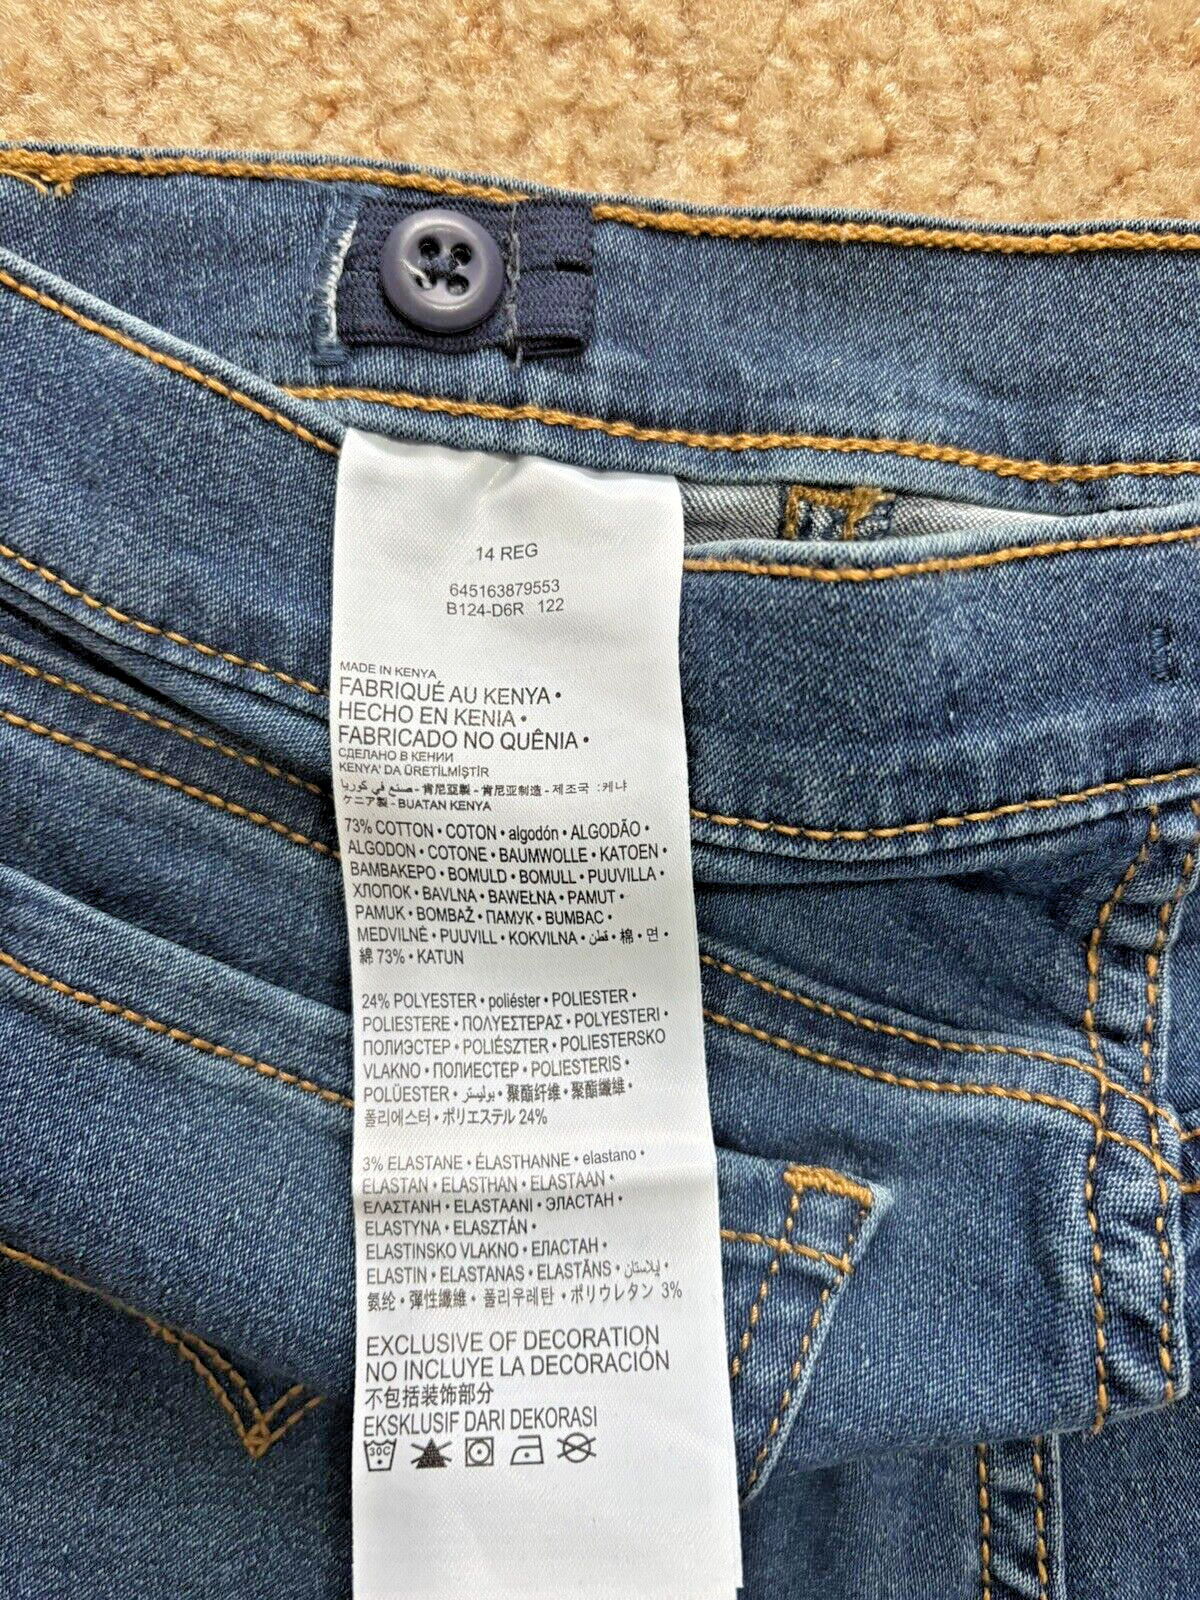 14 REG
645163879553
B124-D6R 122
MADE IN KENYA
FABRIQUÉ AU KENYA •
HECHO EN KENIA •
FABRICADO NO QUÊNIA •
СДЕЛАНО В КЕНИИ
KENYA' DA ÜRETİLMİŞTİR
صنع في كوريا - 肯尼亚製 - 肯尼亚制造 - 제조국 : 케냐
ケニア製 - BUATAN KENYA
73% COTTON • COTON • algodón • ALGODÃO •
ALGODON • COTONE • BAUMWOLLE • KATOEN •
ΒΑΜΒΑΚΕΡΟ • BOMULD • BOMULL • PUUVILLA •
ХЛОПОК • BAVLNA • BAWEŁNA • PAMUT •
PAMUK • BOMBAŽ • ПАМУК • BUMBAC •
MEDVILNĖ • PUUVILL • KOKVILNA • قطن • 棉 • 면 •
綿 73% • KATUN
24% POLYESTER • poliéster • POLIESTER •
POLIESTERE • ΠΟΛΥΕΣΤΕΡΑΣ • POLYESTERI •
ПОЛИЭСТЕР • POLIÉSZTER • POLIESTERSKO
VLAKNO • ПОЛИЕСТЕР • POLIESTERIS •
POLÜESTER • بوليستر • 聚酯纤维 • 聚酯纖維 •
폴리에스터 • ポリエステル 24%
3% ELASTANE • ÉLASTHANNE • elastano •
ELASTAN • ELASTHAN • ELASTAAN •
ΕΛΑΣΤΑΝΗ • ELASTAANI • ЭЛАСТАН •
ELASTYNA • ELASZTÁN •
ELASTINSKO VLAKNO • ЕЛАСТАН •
ELASTIN • ELASTANAS • ELASTĀNS • إيلاستان •
氨纶 • 彈性纖維 • 폴리우레탄 • ポリウレタン 3%
EXCLUSIVE OF DECORATION
NO INCLUYE LA DECORACIÓN
不包括装饰部分
EKSKLUSIF DARI DEKORASI
30C